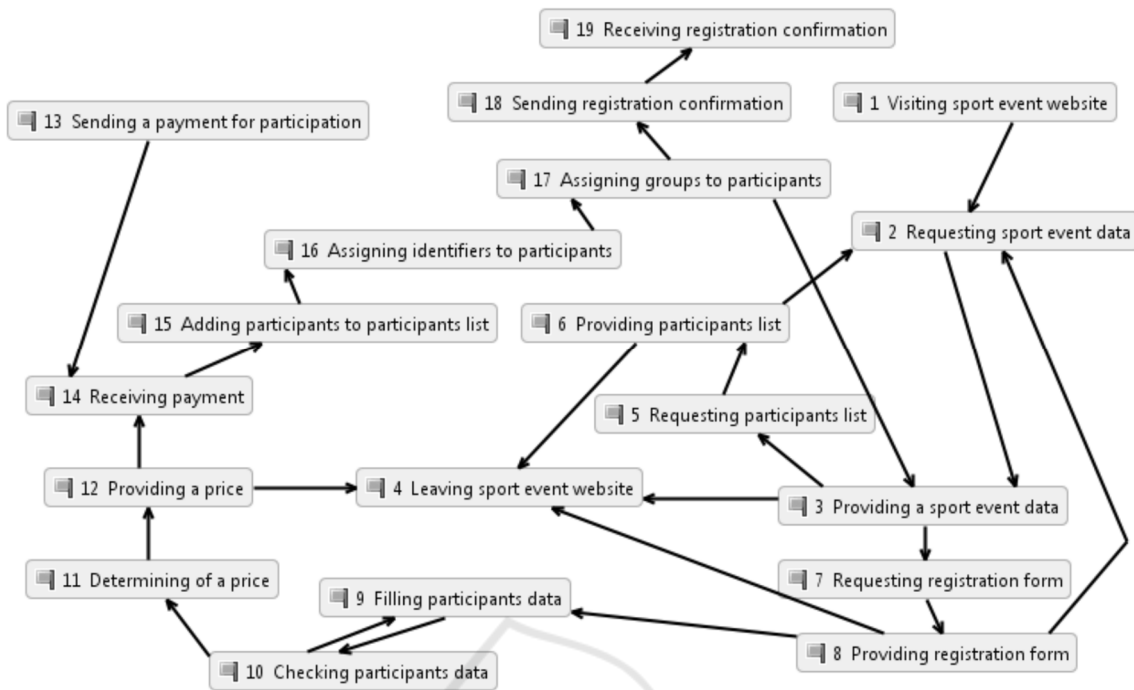 19 Receiving registration confirmation
18 Sending registration confirmation
1 Visiting sport event website
13 Sending a payment for participation
17 Assigning groups to participants
2 Requesting sport event data
16 Assigning identifiers to participants
15 Adding participants to participants list
6 Providing participants list
14 Receiving payment
5 Requesting participants list
12 Providing a price
4 Leaving sport event website
3 Providing a sport event data
11 Determining of a price
7 Requesting registration form
9 Filling participants data
8 Providing registration form
10 Checking participants data